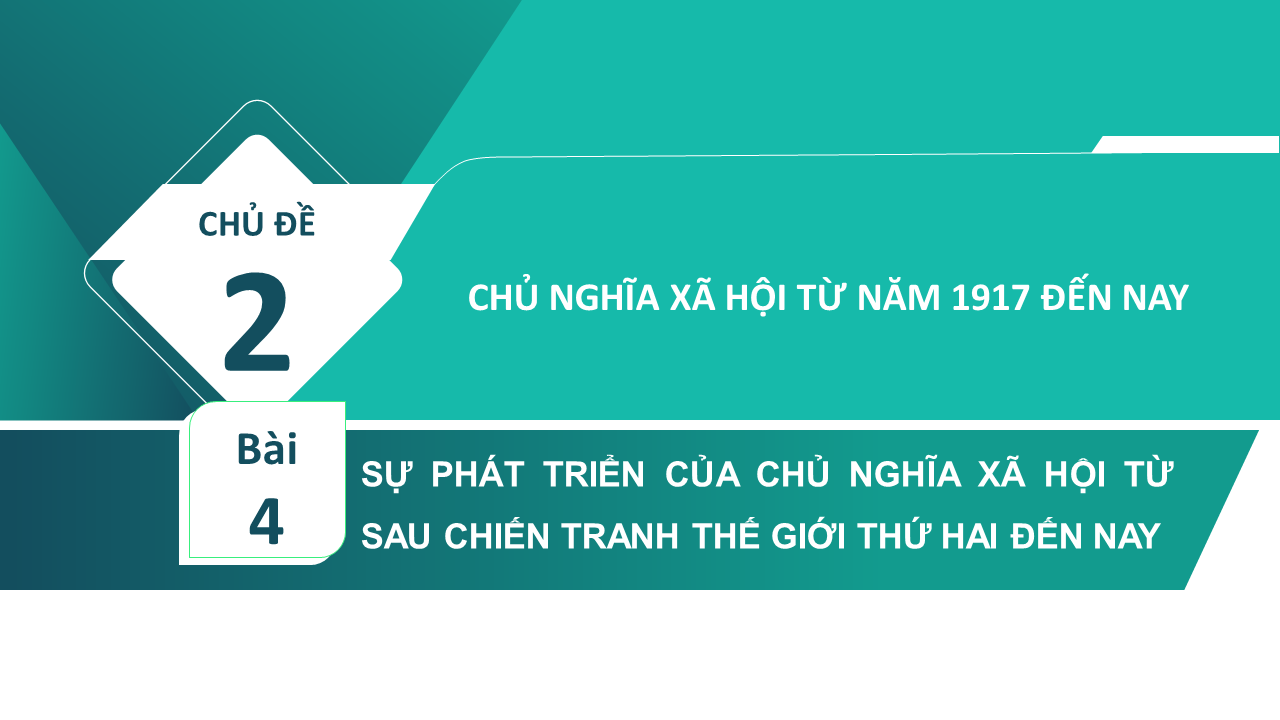 CHỦ ĐỀ
2
CHỦ NGHĨA XÃ HỘI TỪ NĂM 1917 ĐẾN NAY
Bài
4
SỰ PHÁT TRIỂN CỦA CHỦ NGHĨA XÃ HỘI TỪ
SAU CHIẾN TRANH THẾ GIỚI THỨ HAI ĐẾN NAY